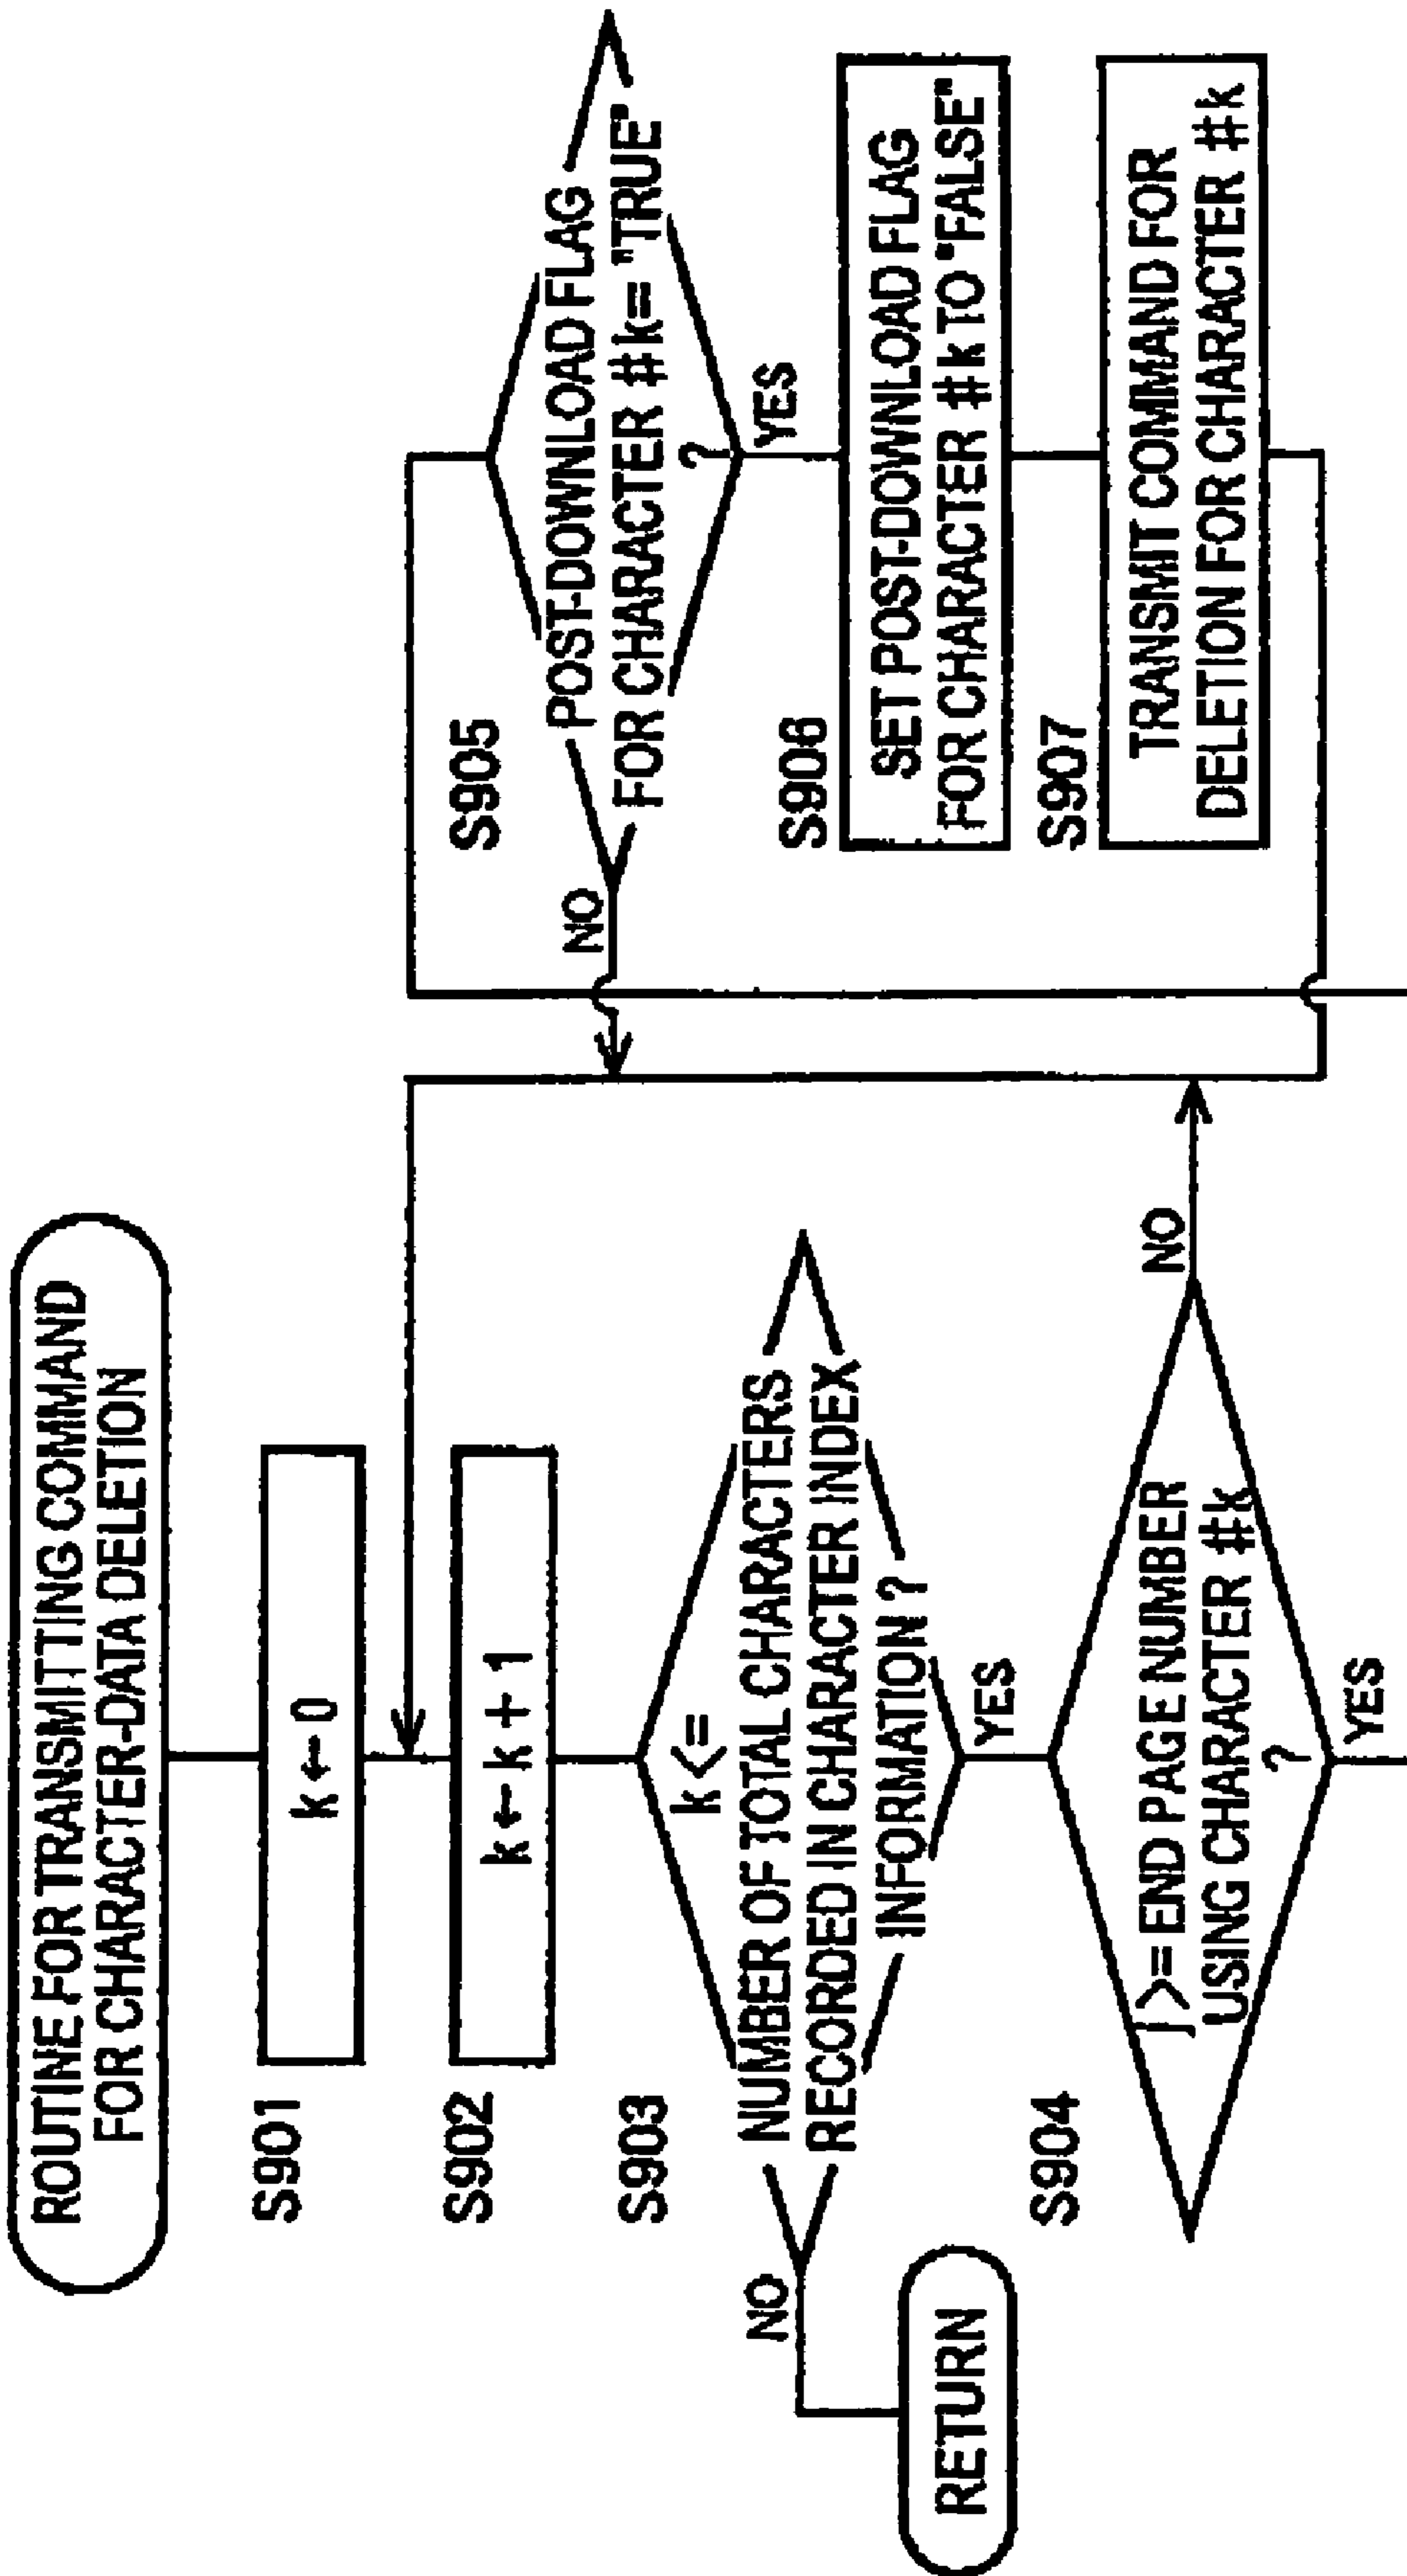 ROUTINE FOR TRANSMITTING COMMAND
FOR CHARACTER-DATA DELETION
S901
k ← 0
S902
k ← k + 1
S903
k <=
NUMBER OF TOTAL CHARACTERS
RECORDED IN CHARACTER INDEX
INFORMATION ?
NO
YES
RETURN
S904
j >= END PAGE NUMBER
USING CHARACTER #k
?
NO
YES
S905
POST-DOWNLOAD FLAG
FOR CHARACTER #k= "TRUE"
?
NO
YES
S906
SET POST-DOWNLOAD FLAG
FOR CHARACTER #k TO "FALSE"
S907
TRANSMIT COMMAND FOR
DELETION FOR CHARACTER #k